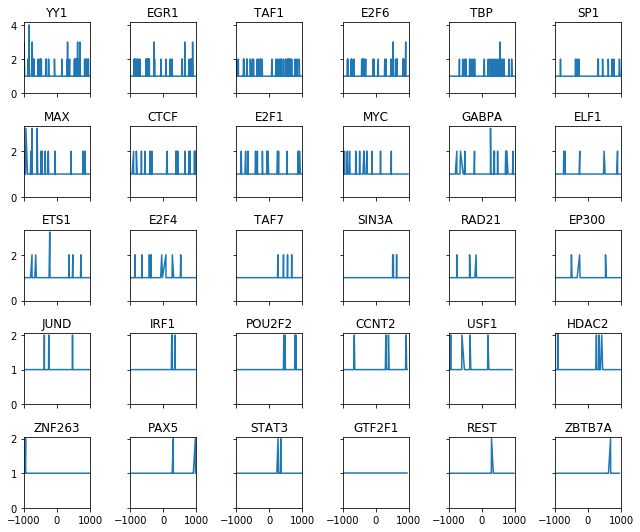 YY1 EGR1 TAF1 E2F6 TBP SP1
4
2
0
MAX CTCF E2F1 MYC GABPA ELF1
2
0
ETS1 E2F4 TAF7 SIN3A RAD21 EP300
2
0
JUND IRF1 POU2F2 CCNT2 USF1 HDAC2
2
1
0
ZNF263 PAX5 STAT3 GTF2F1 REST ZBTB7A
2
1
0
−1000 0 1000 −1000 0 1000 −1000 0 1000 −1000 0 1000 −1000 0 1000 −1000 0 1000